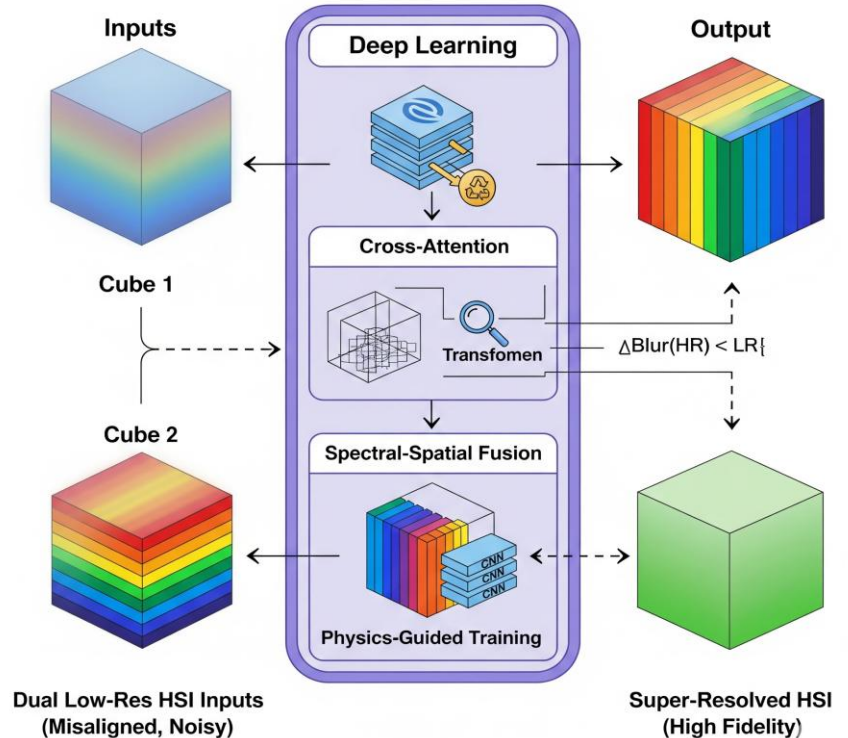 Inputs
Deep Learning
Output
Cross-Attention
Cube 1
Transfomen
ΔBlur(HR) < LR{
Cube 2
Spectral-Spatial Fusion
CNN
CNN
CNN
Physics-Guided Training
Dual Low-Res HSI Inputs
(Misaligned, Noisy)
Super-Resolved HSI
(High Fidelity)